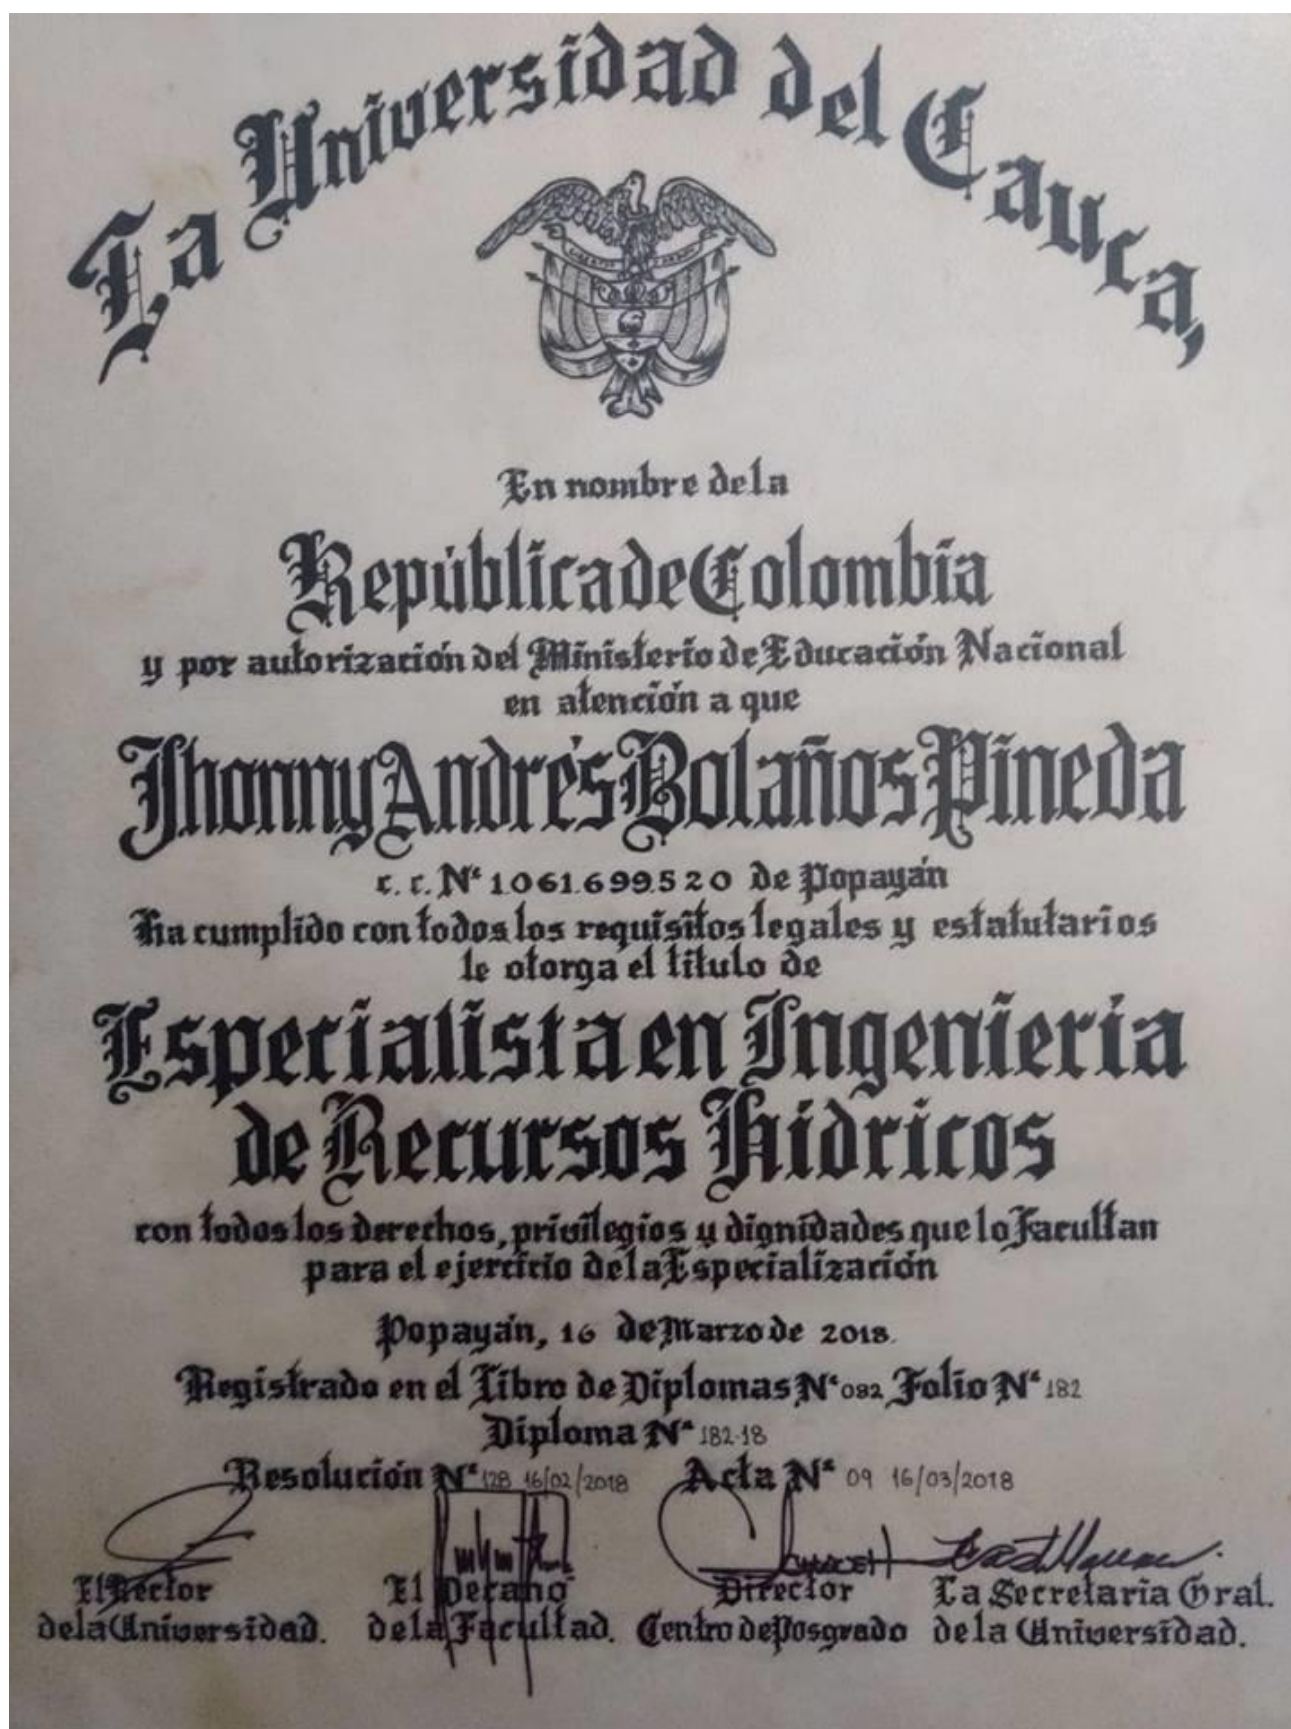 La Universidad del Cauca,
En nombre de la
República de Colombia
y por autorización del Ministerio de Educación Nacional
en atención a que
Jhonny Andrés Bolaños Pineda
c.c. Nº 1.061.699.520 de Popayán
Ha cumplido con todos los requisitos legales y estatutarios
le otorga el título de
Especialista en Ingeniería
de Recursos Hídricos
con todos los derechos, privilegios y dignidades que lo Facultan
para el ejercicio de la Especialización
Popayán, 16 de Marzo de 2018.
Registrado en el Libro de Diplomas Nº 082 Folio Nº 182
Diploma Nº 182-18
Resolución Nº 128 16/02/2018 Acta Nº 09 16/03/2018
El Rector El Decano Director La Secretaria Gral.
de la Universidad. de la Facultad. Centro de Posgrado de la Universidad.